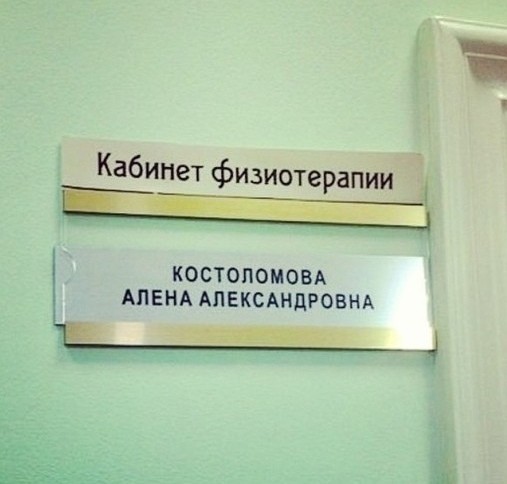 Кабинет физиотерапии
КОСТОЛОМОВА
АЛЕНА АЛЕКСАНДРОВНА